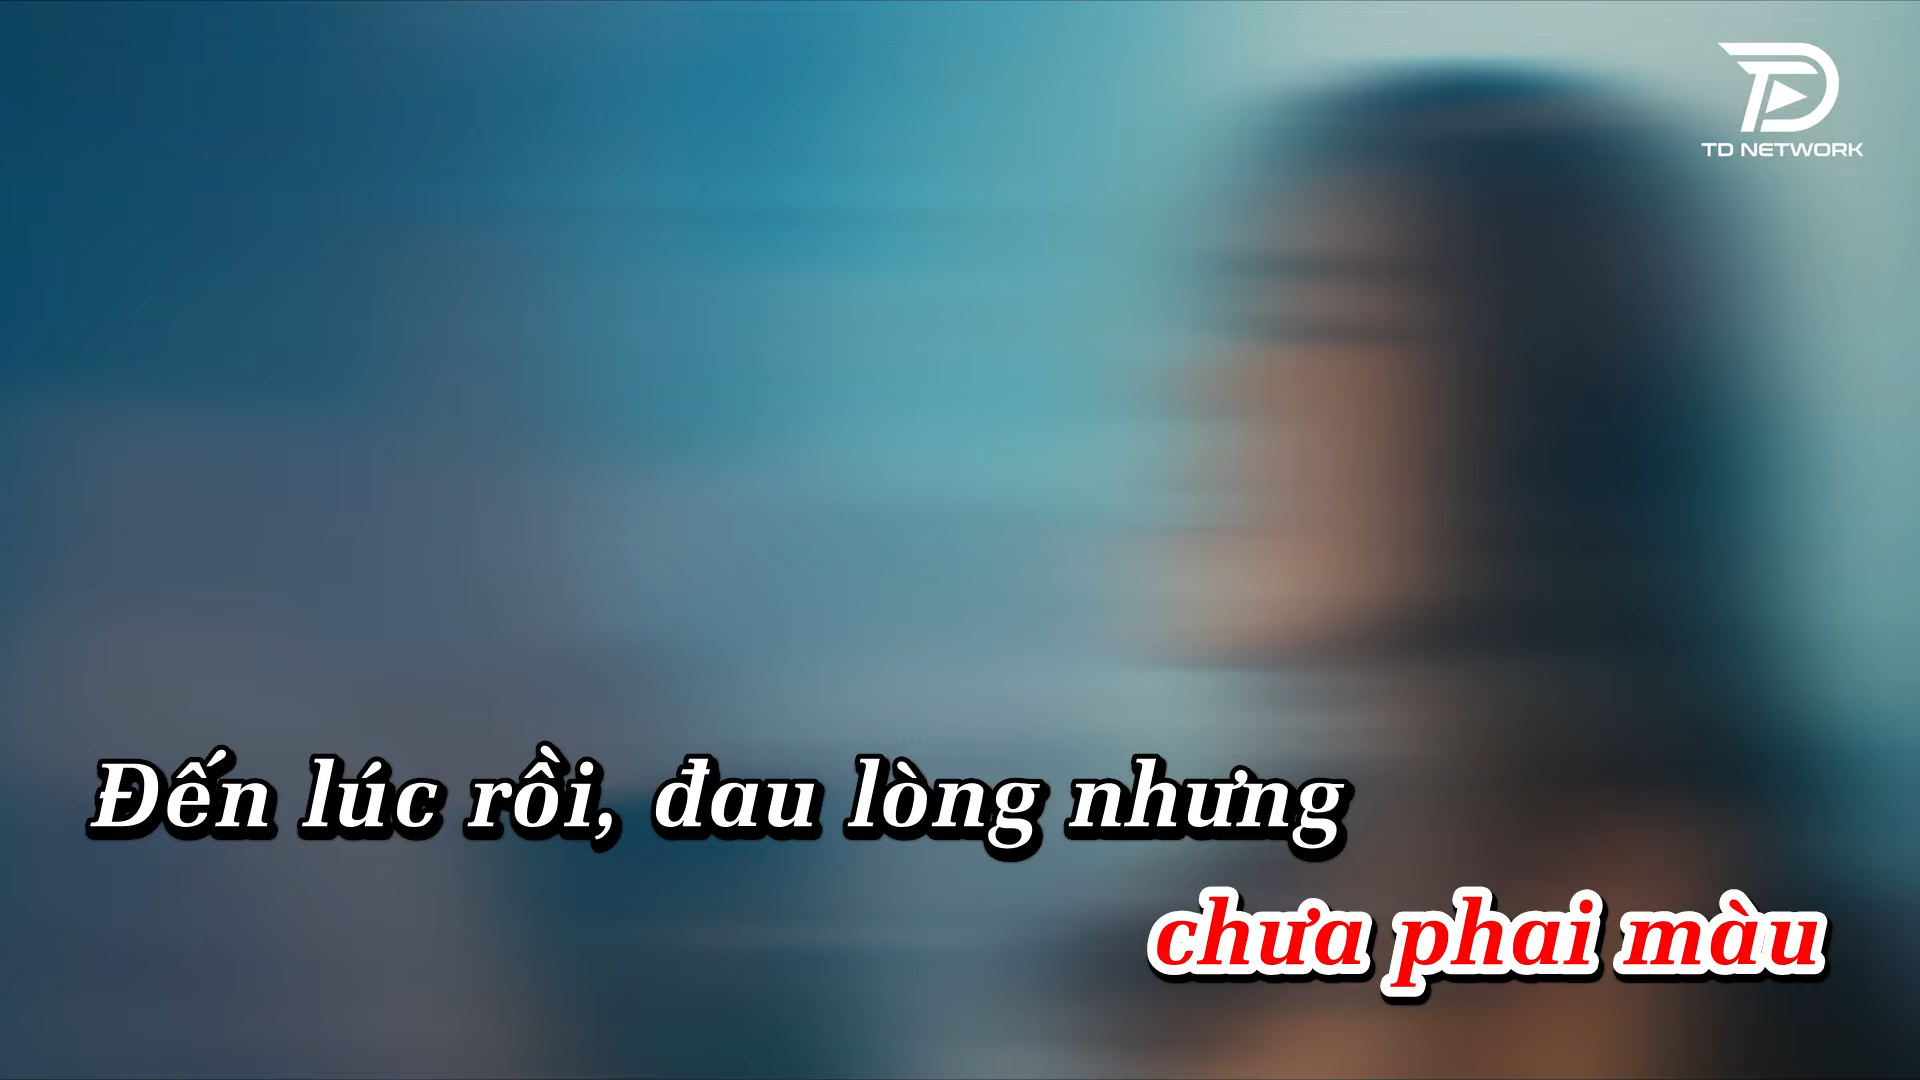 TD NETWORK
Đến lúc rồi, đau lòng nhưng
chưa phai màu